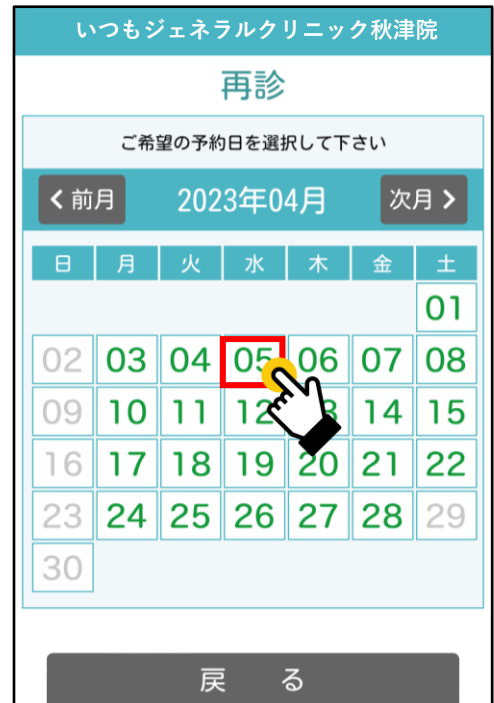 いつもジェネラルクリニック秋津院
再診
ご希望の予約日を選択して下さい
前月 2023年04月 次月
日 月 火 水 木 金 土
01
02 03 04 05 06 07 08
09 10 11 12 13 14 15
16 17 18 19 20 21 22
23 24 25 26 27 28 29
30
戻 る